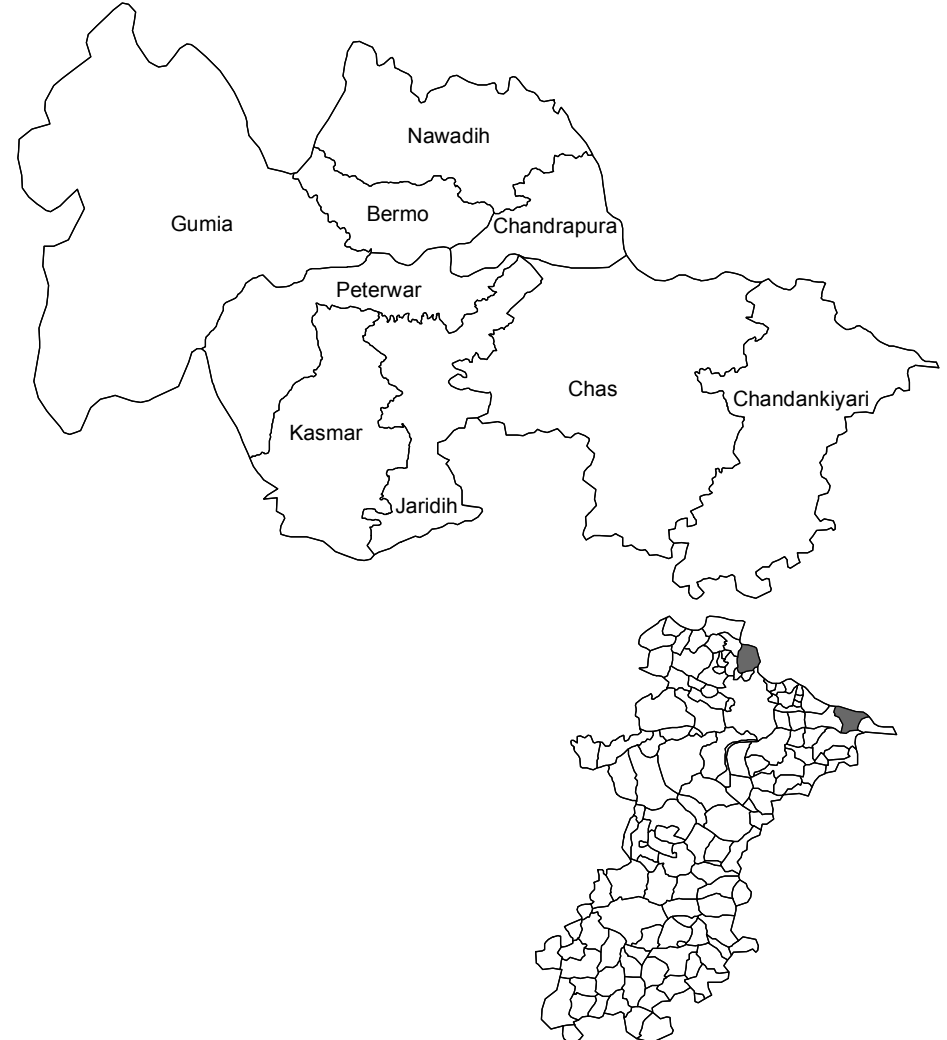 Nawadih
Bermo
Gumia
Chandrapura
Peterwar
Chas
Chandankiyari
Kasmar
Jaridih